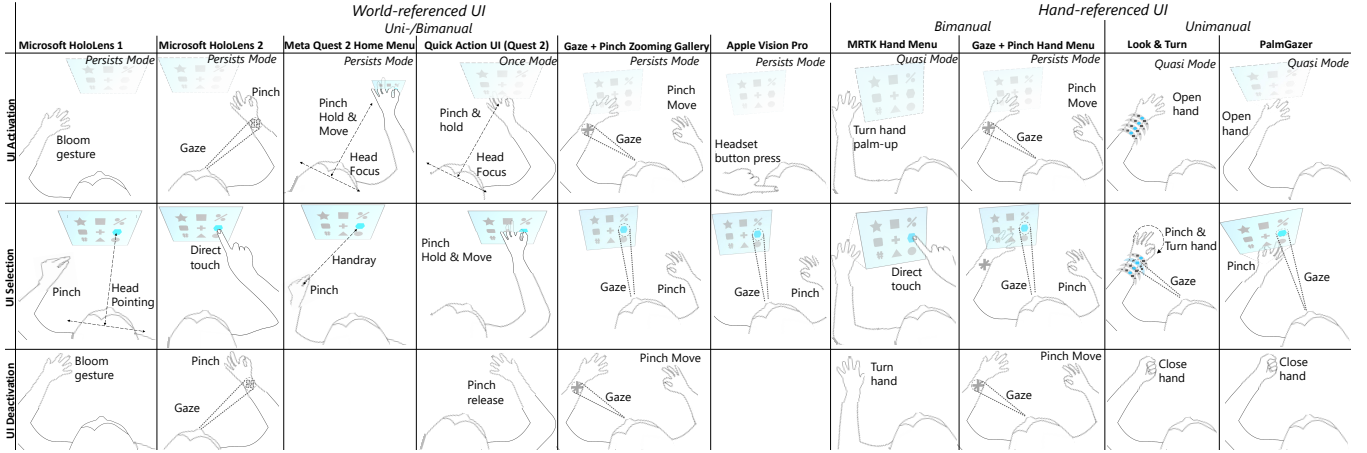 World-referenced UI
Hand-referenced UI
Uni-/Bimanual
Bimanual
Unimanual
Microsoft HoloLens 1
Microsoft HoloLens 2
Meta Quest 2 Home Menu
Quick Action UI (Quest 2)
Gaze + Pinch Zooming Gallery
Apple Vision Pro
MRTK Hand Menu
Gaze + Pinch Hand Menu
Look & Turn
PalmGazer
UI Activation
Persists Mode
Bloom
gesture
Persists Mode
Pinch
Gaze
Persists Mode
Pinch
Hold &
Move
Head
Focus
Once Mode
Pinch &
hold
Head
Focus
Persists Mode
Pinch
Move
Gaze
Persists Mode
Headset
button press
Quasi Mode
Turn hand
palm-up
Persists Mode
Pinch
Move
Gaze
Quasi Mode
Open
hand
Quasi Mode
Open
hand
UI Selection
Pinch
Head
Pointing
Direct
touch
Handray
Pinch
Pinch
Hold & Move
Gaze
Pinch
Gaze
Pinch
Direct
touch
Gaze
Pinch
Pinch &
Turn hand
Gaze
Pinch
Gaze
UI Deactivation
Bloom
gesture
Pinch
Gaze
Pinch
release
Pinch Move
Gaze
Turn
hand
Pinch Move
Gaze
Close
hand
Close
hand